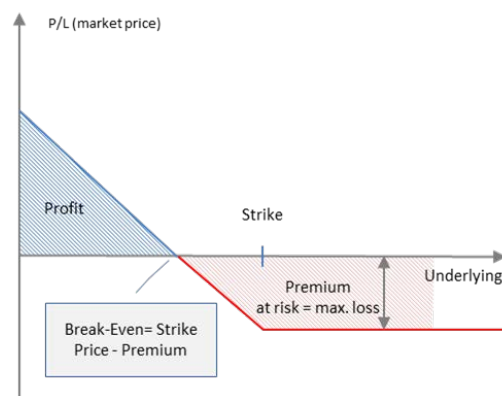 P/L (market price)
Profit
Strike
Underlying
Premium
at risk = max. loss
Break-Even= Strike
Price - Premium